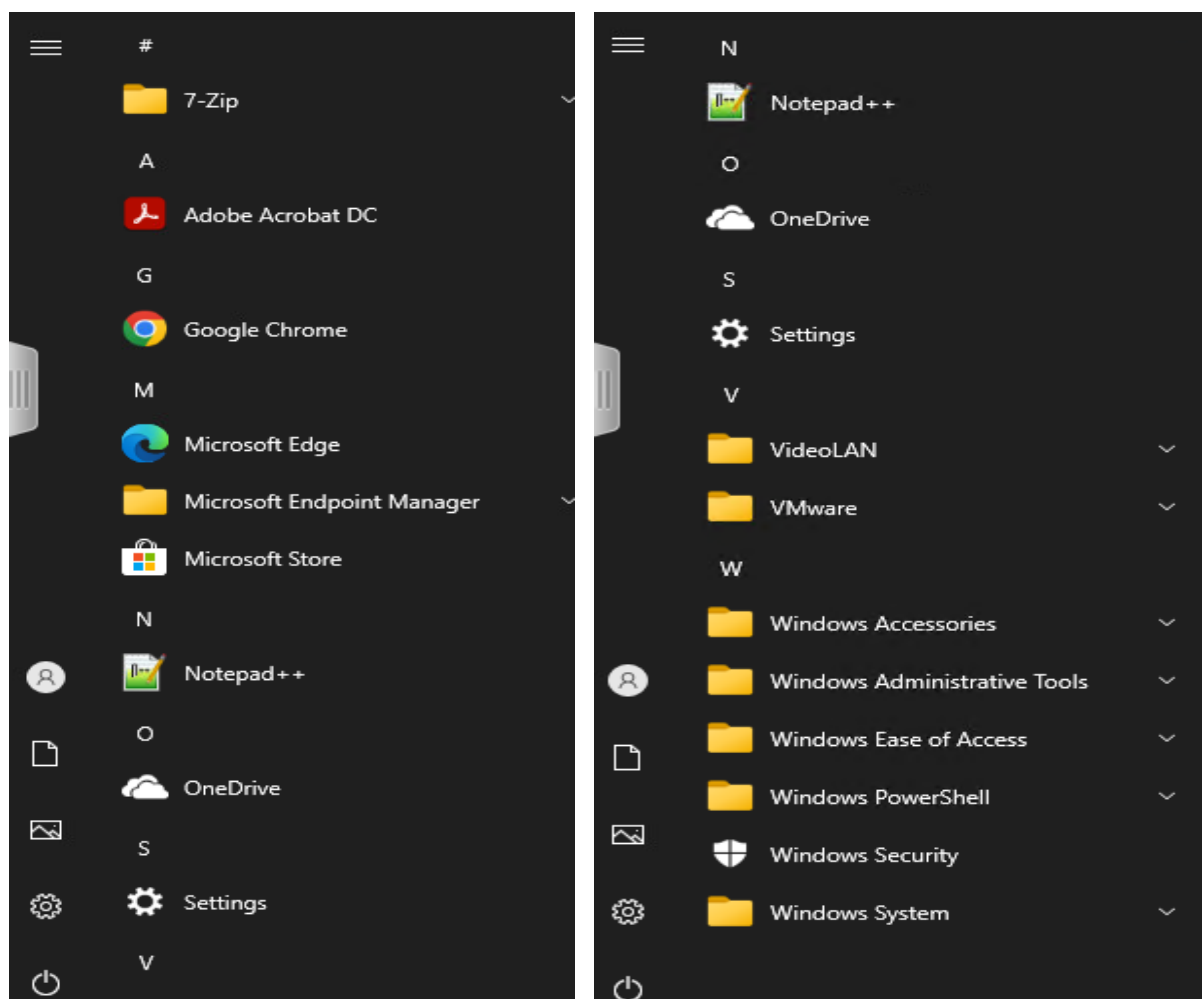 #
7-Zip
A
Adobe Acrobat DC
G
Google Chrome
M
Microsoft Edge
Microsoft Endpoint Manager
Microsoft Store
N
Notepad++
O
OneDrive
S
Settings
V
N
Notepad++
O
OneDrive
S
Settings
V
VideoLAN
VMware
W
Windows Accessories
Windows Administrative Tools
Windows Ease of Access
Windows PowerShell
Windows Security
Windows System